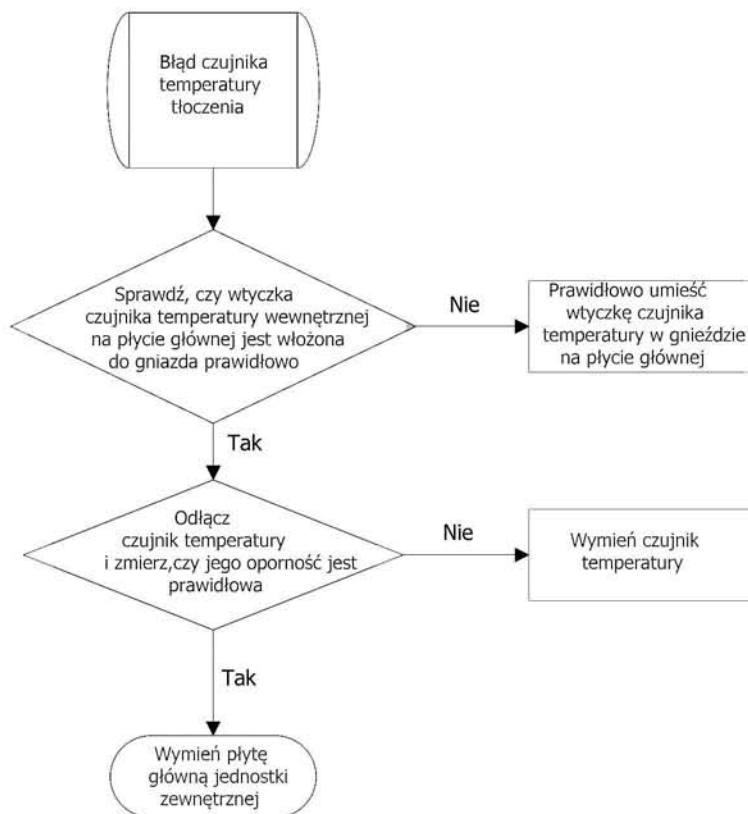 Błąd czujnika
temperatury
tłoczenia
Sprawdź, czy wtyczka
czujnika temperatury wewnętrznej
na płycie głównej jest włożona
do gniazda prawidłowo
Nie
Prawidłowo umieść
wtyczkę czujnika
temperatury w gnieździe
na płycie głównej
Tak
Odłącz
czujnik temperatury
i zmierz,czy jego oporność jest
prawidłowa
Nie
Wymień czujnik
temperatury
Tak
Wymień płytę
główną jednostki
zewnętrznej